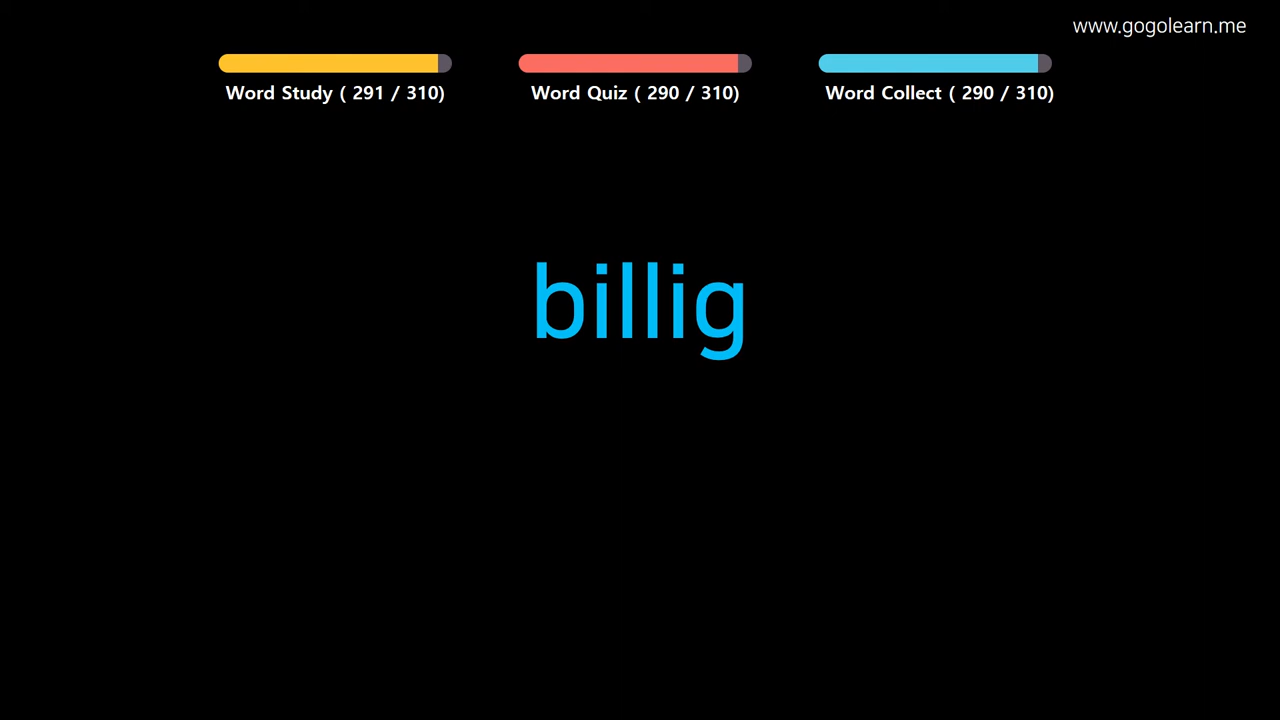 www.gogolearn.me
Word Study ( 291 / 310)
Word Quiz ( 290 / 310)
Word Collect ( 290 / 310)
billig